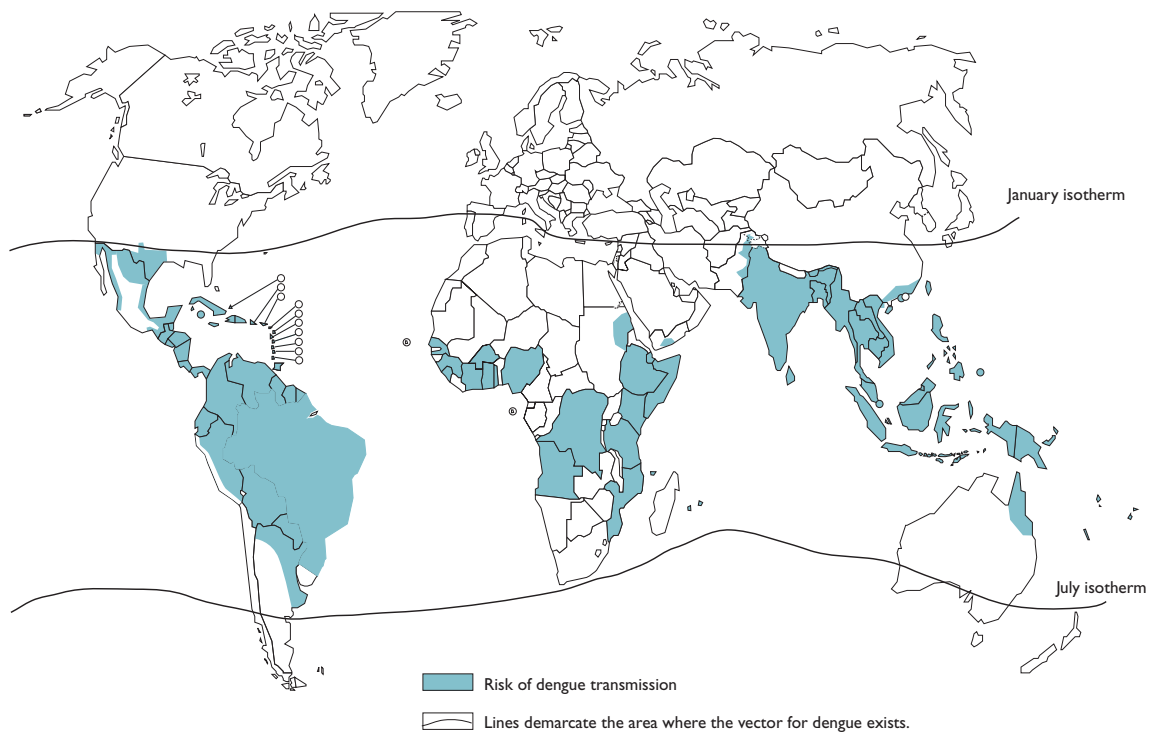 January isotherm
July isotherm
Risk of dengue transmission
Lines demarcate the area where the vector for dengue exists.